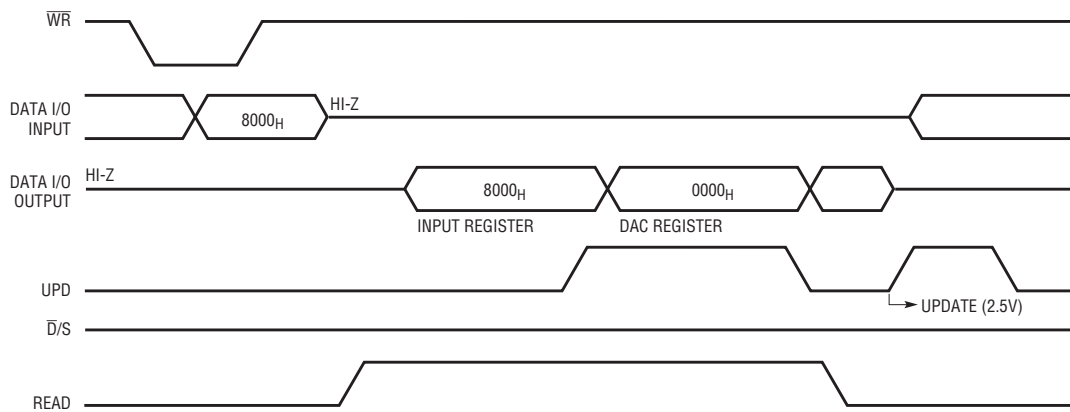 WR
DATA I/O
INPUT
8000H
HI-Z
DATA I/O
OUTPUT
HI-Z
8000H
0000H
INPUT REGISTER
DAC REGISTER
UPD
UPDATE (2.5V)
D/S
READ